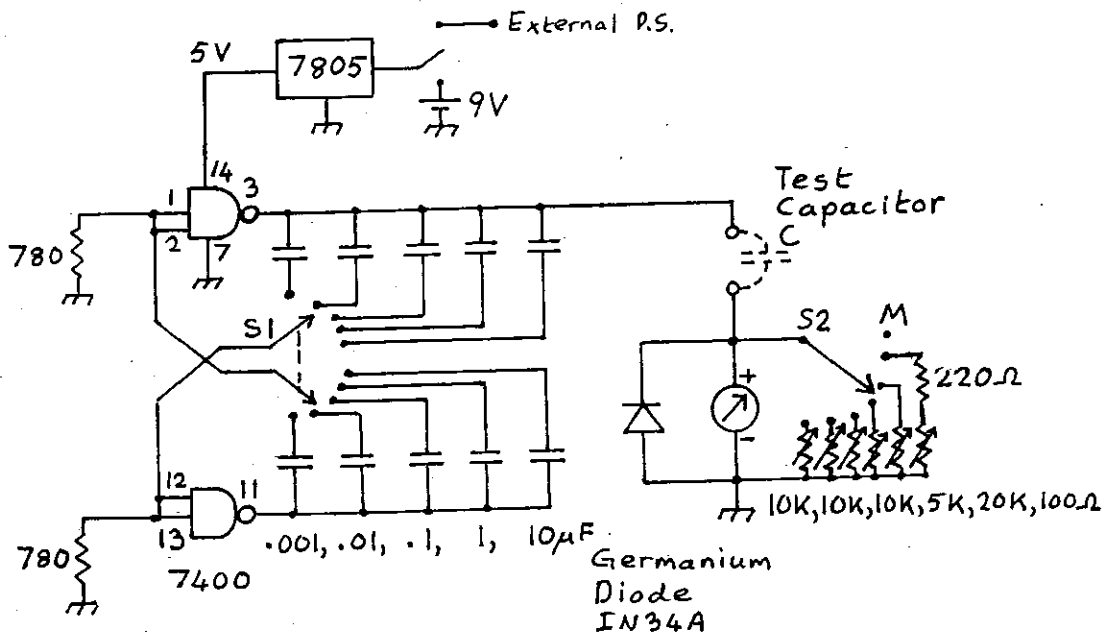 External P.S.
5V
7805
9V
14
1
3
2
7
780
Test
Capacitor
C
S1
S2
M
220Ω
+
-
12
11
13
780
7400
.001, .01, .1, 1, 10μF
10K,10K,10K,5K,20K,100Ω
Germanium
Diode
IN34A